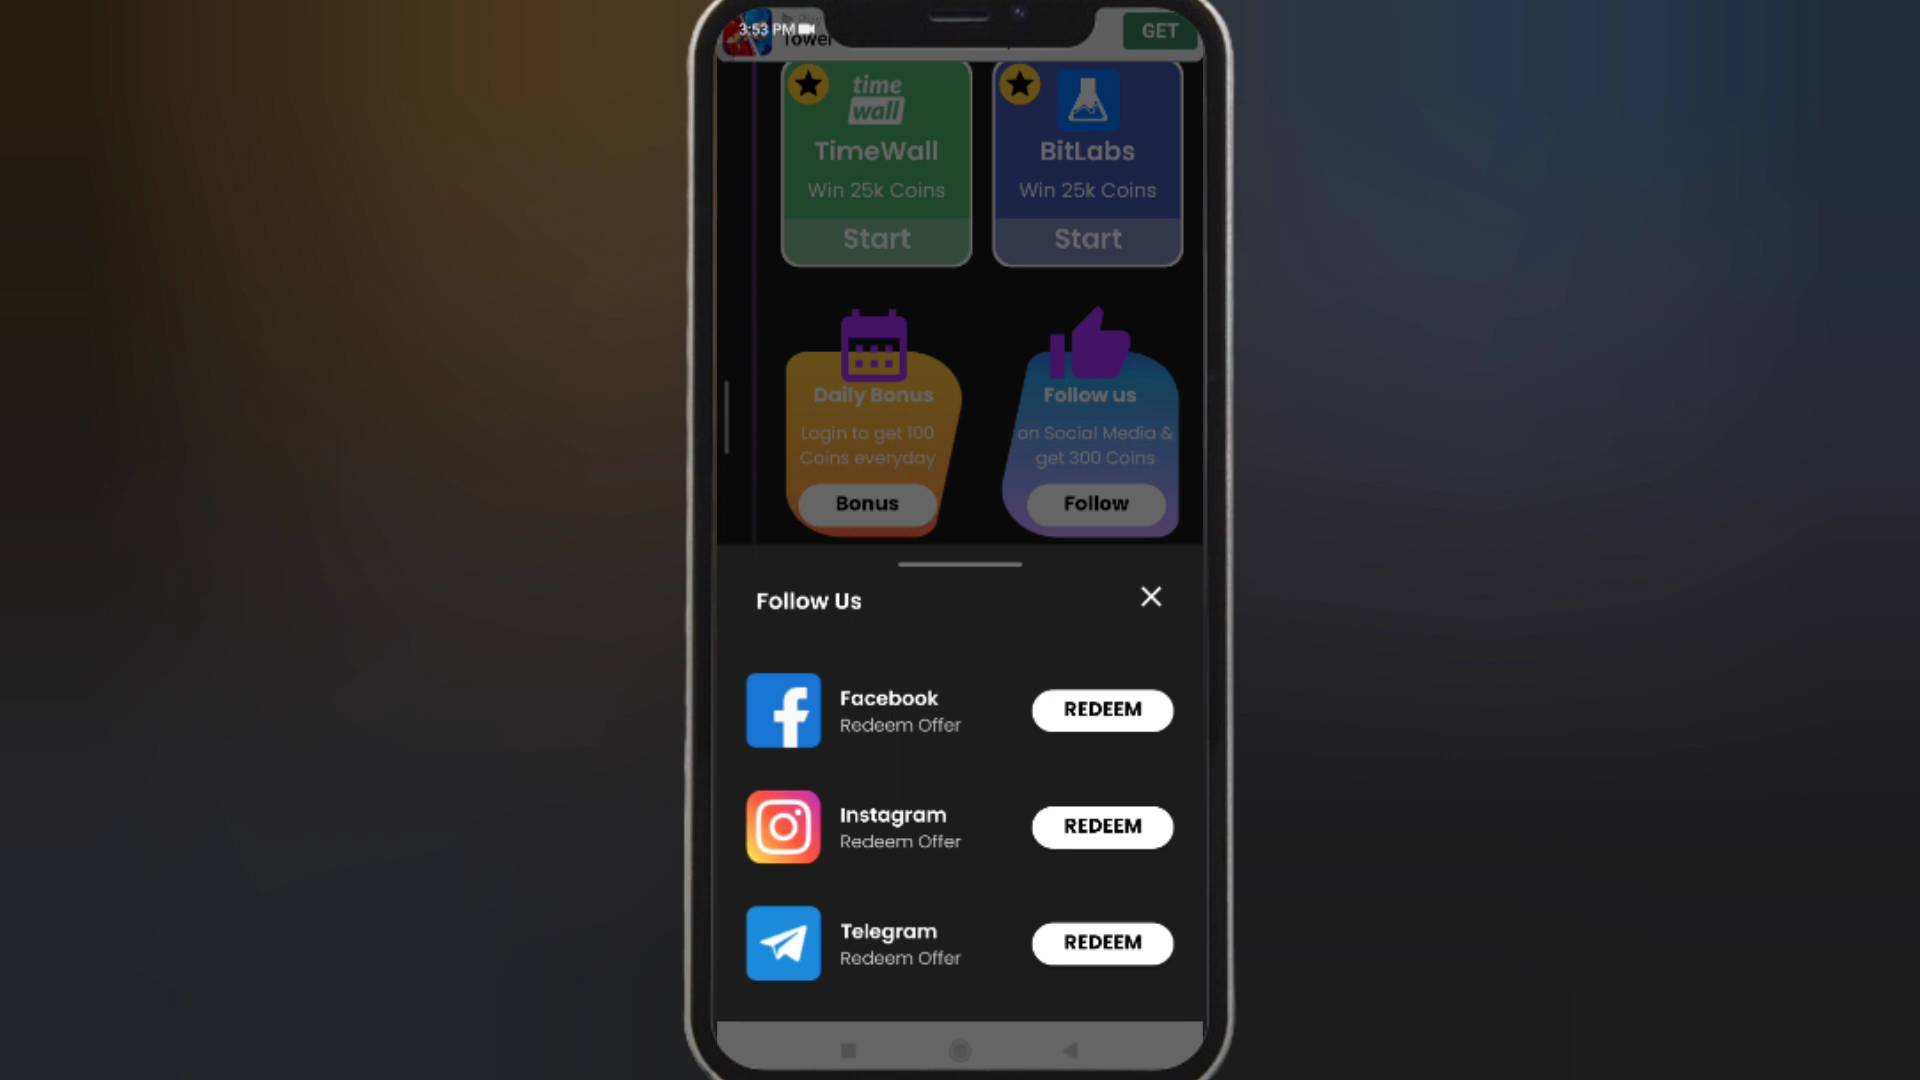 3:53 PM
Tower
GET
time
wall
TimeWall
Win 25k Coins
Start
BitLabs
Win 25k Coins
Start
Daily Bonus
Login to get 100
Coins everyday
Bonus
Follow us
on Social Media &
get 300 Coins
Follow
Follow Us
Facebook
Redeem Offer
REDEEM
Instagram
Redeem Offer
REDEEM
Telegram
Redeem Offer
REDEEM